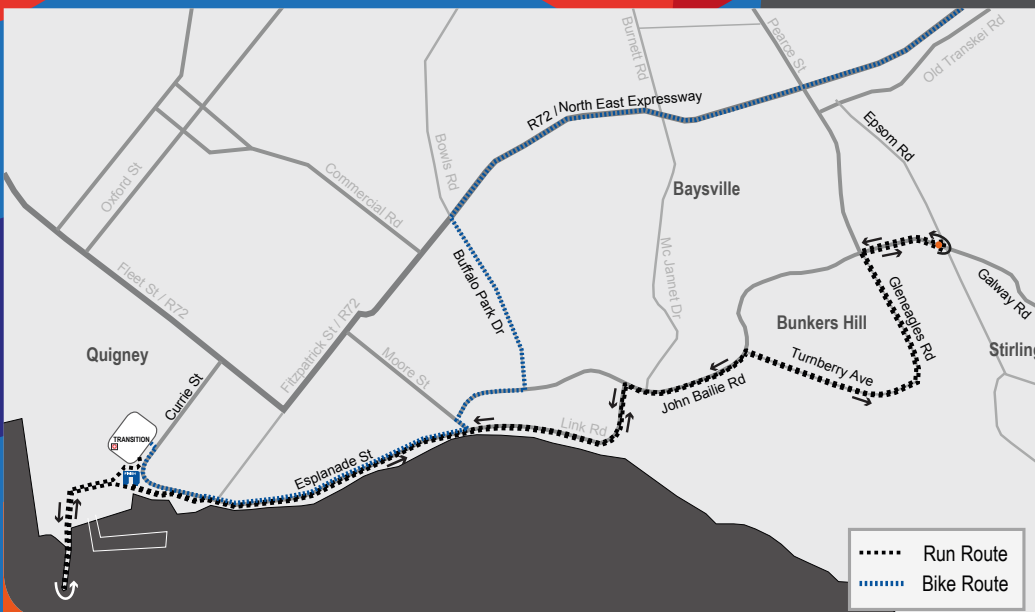 Burnett Rd
Pearce St
Old Transkei Rd
R72 / North East Expressway
Epsom Rd
Oxford St
Bowls Rd
Commercial Rd
Baysville
Buffalo Park Dr
Mc Jannet Dr
Fleet St / R72
Gleneagles Rd
Galway Rd
Bunkers Hill
Fitzpatrick St / R72
Quigney
Moore St
Stirling
Turnberry Ave
Currie St
John Bailie Rd
Link Rd
TRANSITION
Esplanade St
Run Route
Bike Route